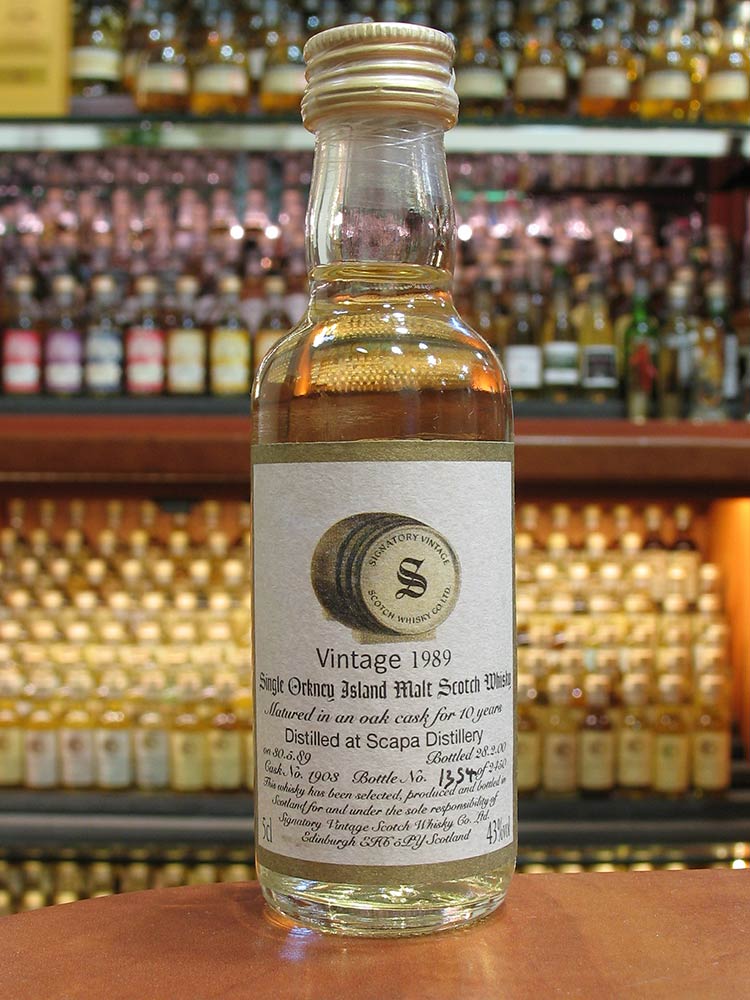 SIGNATORY VINTAGE
S
SCOTCH WHISKY CO LTD.
Vintage 1989
Single Orkney Island Malt Scotch Whisky
Matured in an oak cask for 10 years
Distilled at Scapa Distillery
on 30.5.89 Bottled 28.2.00
Cask No. 1903 Bottle No. 1354 of 2450
This whisky has been selected, produced and bottled in
Scotland for and under the sole responsibility of
Signatory Vintage Scotch Whisky Co. Ltd.
5cl Edinburgh EH6 5PY Scotland 43%vol